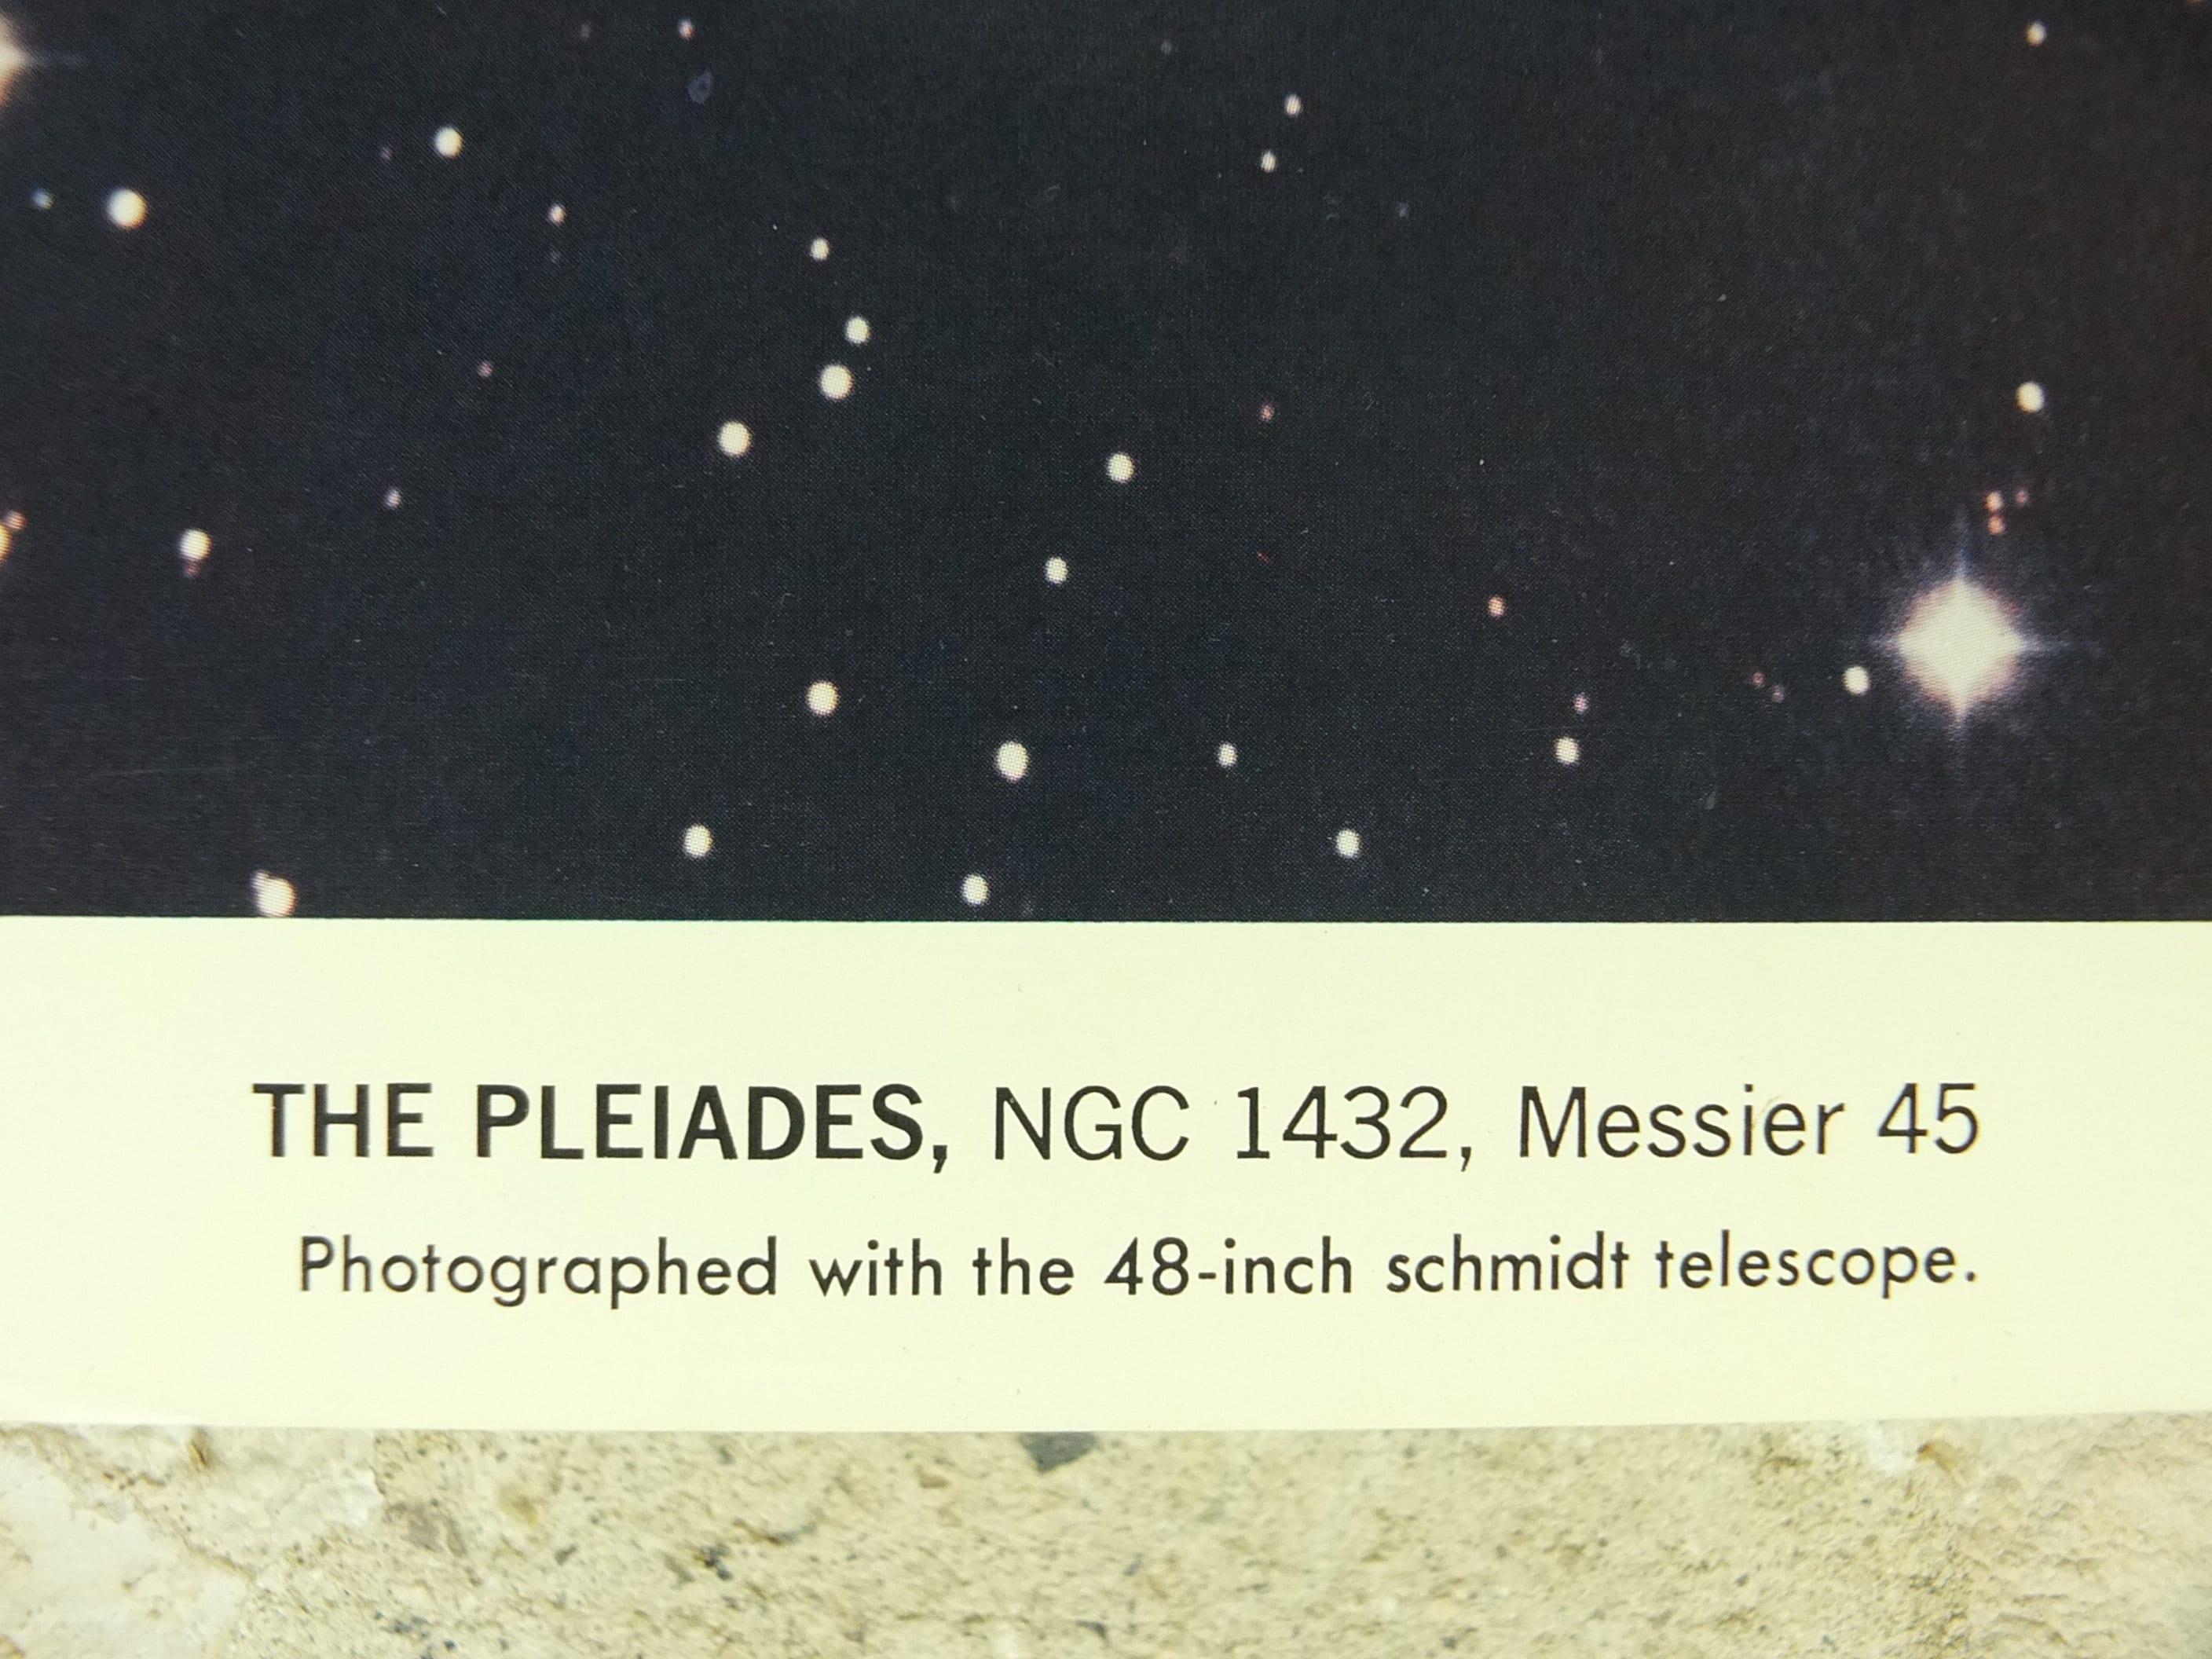 THE PLEIADES, NGC 1432, Messier 45
Photographed with the 48-inch schmidt telescope.